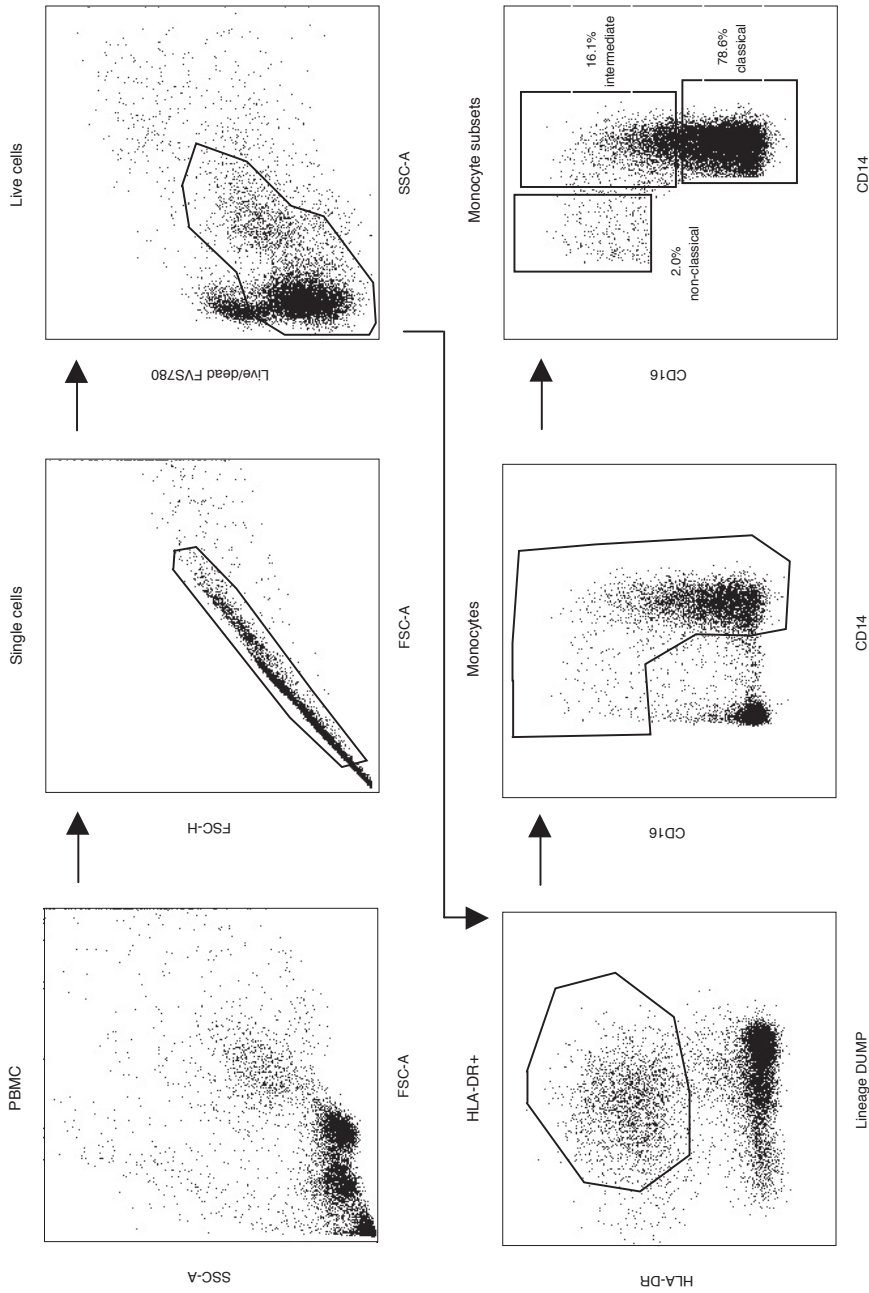 PBMC
SSC-A
FSC-A
Single cells
FSC-H
FSC-A
Live cells
Live/dead FVS780
SSC-A
HLA-DR+
HLA-DR
Lineage DUMP
Monocytes
CD16
CD14
Monocyte subsets
CD16
CD14
2.0%
non-classical
16.1%
intermediate
78.6%
classical